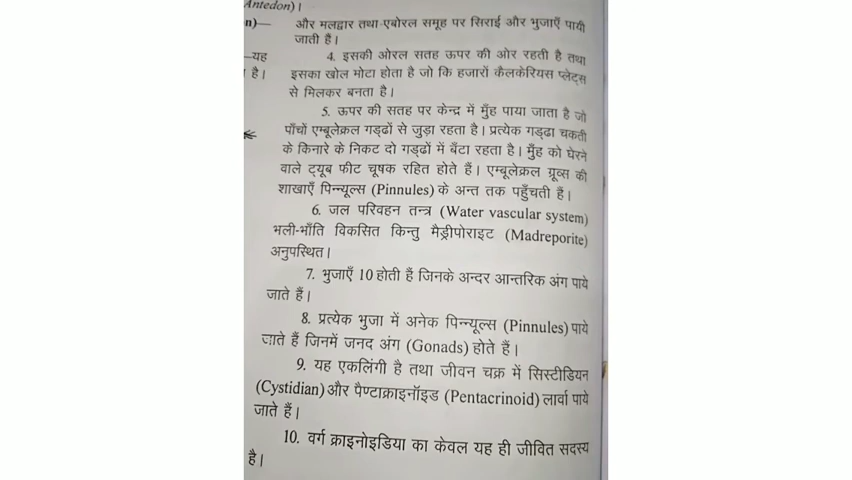 Antedon)।
n)—
और मलद्वार तथा-एबोरल समूह पर सिराई और भुजाएँ पायी
जाती हैं।
—यह
है।
4. इसकी ओरल सतह ऊपर की ओर रहती है तथा
इसका खोल मोटा होता है जो कि हजारों कैलकेरियस प्लेट्स
से मिलकर बनता है।
5. ऊपर की सतह पर केन्द्र में मुँह पाया जाता है जो
पाँचों एम्बूलेक्रल गड्ढों से जुड़ा रहता है। प्रत्येक गड्ढा चकती
के किनारे के निकट दो गड्ढों में बँटा रहता है। मुँह को घेरने
वाले ट्यूब फीट चूषक रहित होते हैं। एम्बूलेक्रल ग्रूव्स की
शाखाएँ पिन्न्यूल्स (Pinnules) के अन्त तक पहुँचती हैं।
6. जल परिवहन तन्त्र (Water vascular system)
भली-भाँति विकसित किन्तु मैड्रीपोराइट (Madreporite)
अनुपस्थित।
7. भुजाएँ 10 होती हैं जिनके अन्दर आन्तरिक अंग पाये
जाते हैं।
8. प्रत्येक भुजा में अनेक पिन्न्यूल्स (Pinnules) पाये
जाते हैं जिनमें जनद अंग (Gonads) होते हैं।
9. यह एकलिंगी है तथा जीवन चक्र में सिस्टीडियन
(Cystidian) और पैण्टाक्राइनॉइड (Pentacrinoid) लार्वा पाये
जाते हैं।
10. वर्ग क्राइनोइडिया का केवल यह ही जीवित सदस्य
है।